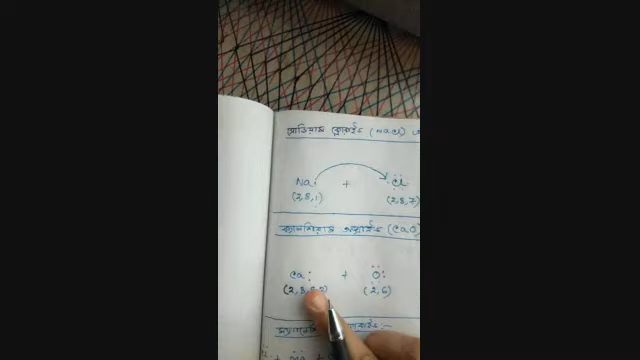 সোডিয়াম ক্লোরাইড (NaCl)
Na + Cl
(2,8,1) (2,8,7)
ক্যালশিয়াম অক্সাইড (CaO)
Ca: + O:
(2,8,8,2) (2,6)